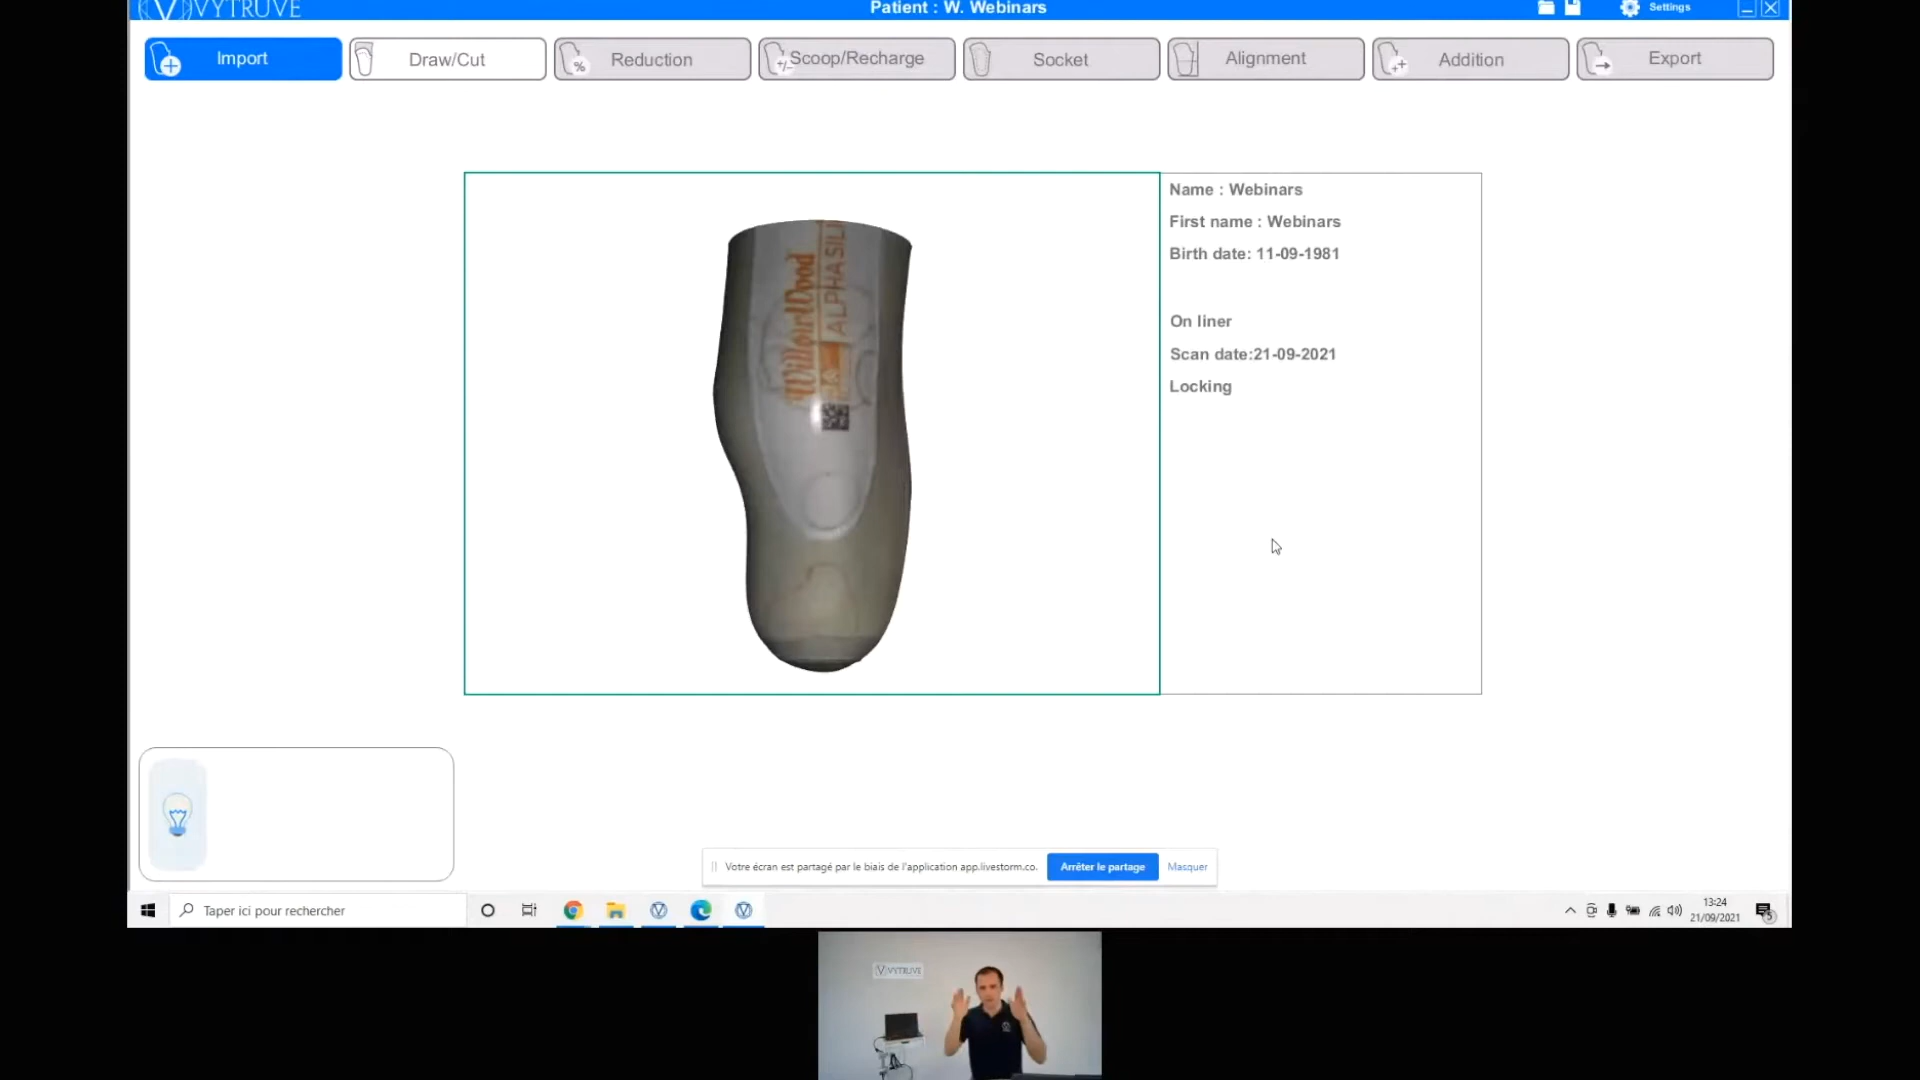 VYTRUVE
Patient : W. Webinars
Settings
Import
Draw/Cut
Reduction
Scoop/Recharge
Socket
Alignment
Addition
Export
WillowWood
ALPHA SIL
Name : Webinars
First name : Webinars
Birth date: 11-09-1981
On liner
Scan date:21-09-2021
Locking
Votre écran est partagé par le biais de l'application app.livestorm.co.
Arrêter le partage
Masquer
Taper ici pour rechercher
13:24
21/09/2021
5
VYTRUVE